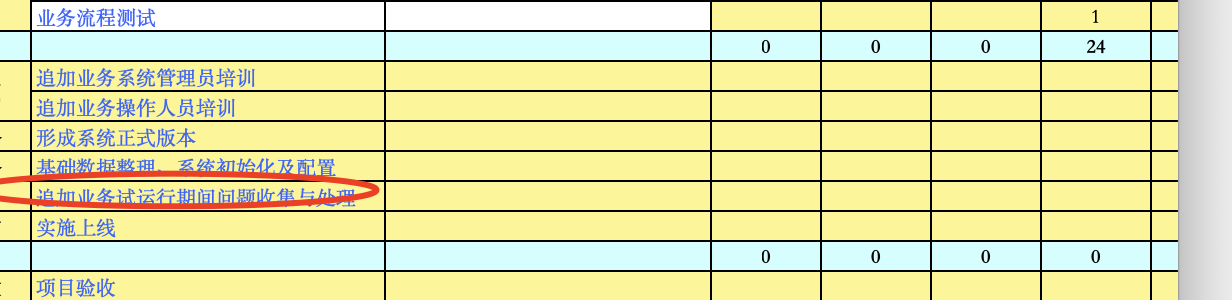 业务流程测试 1
0 0 0 24
追加业务系统管理员培训
追加业务操作人员培训
形成系统正式版本
基础数据整理、系统初始化及配置
追加业务试运行期间问题收集与处理
实施上线
0 0 0 0
项目验收